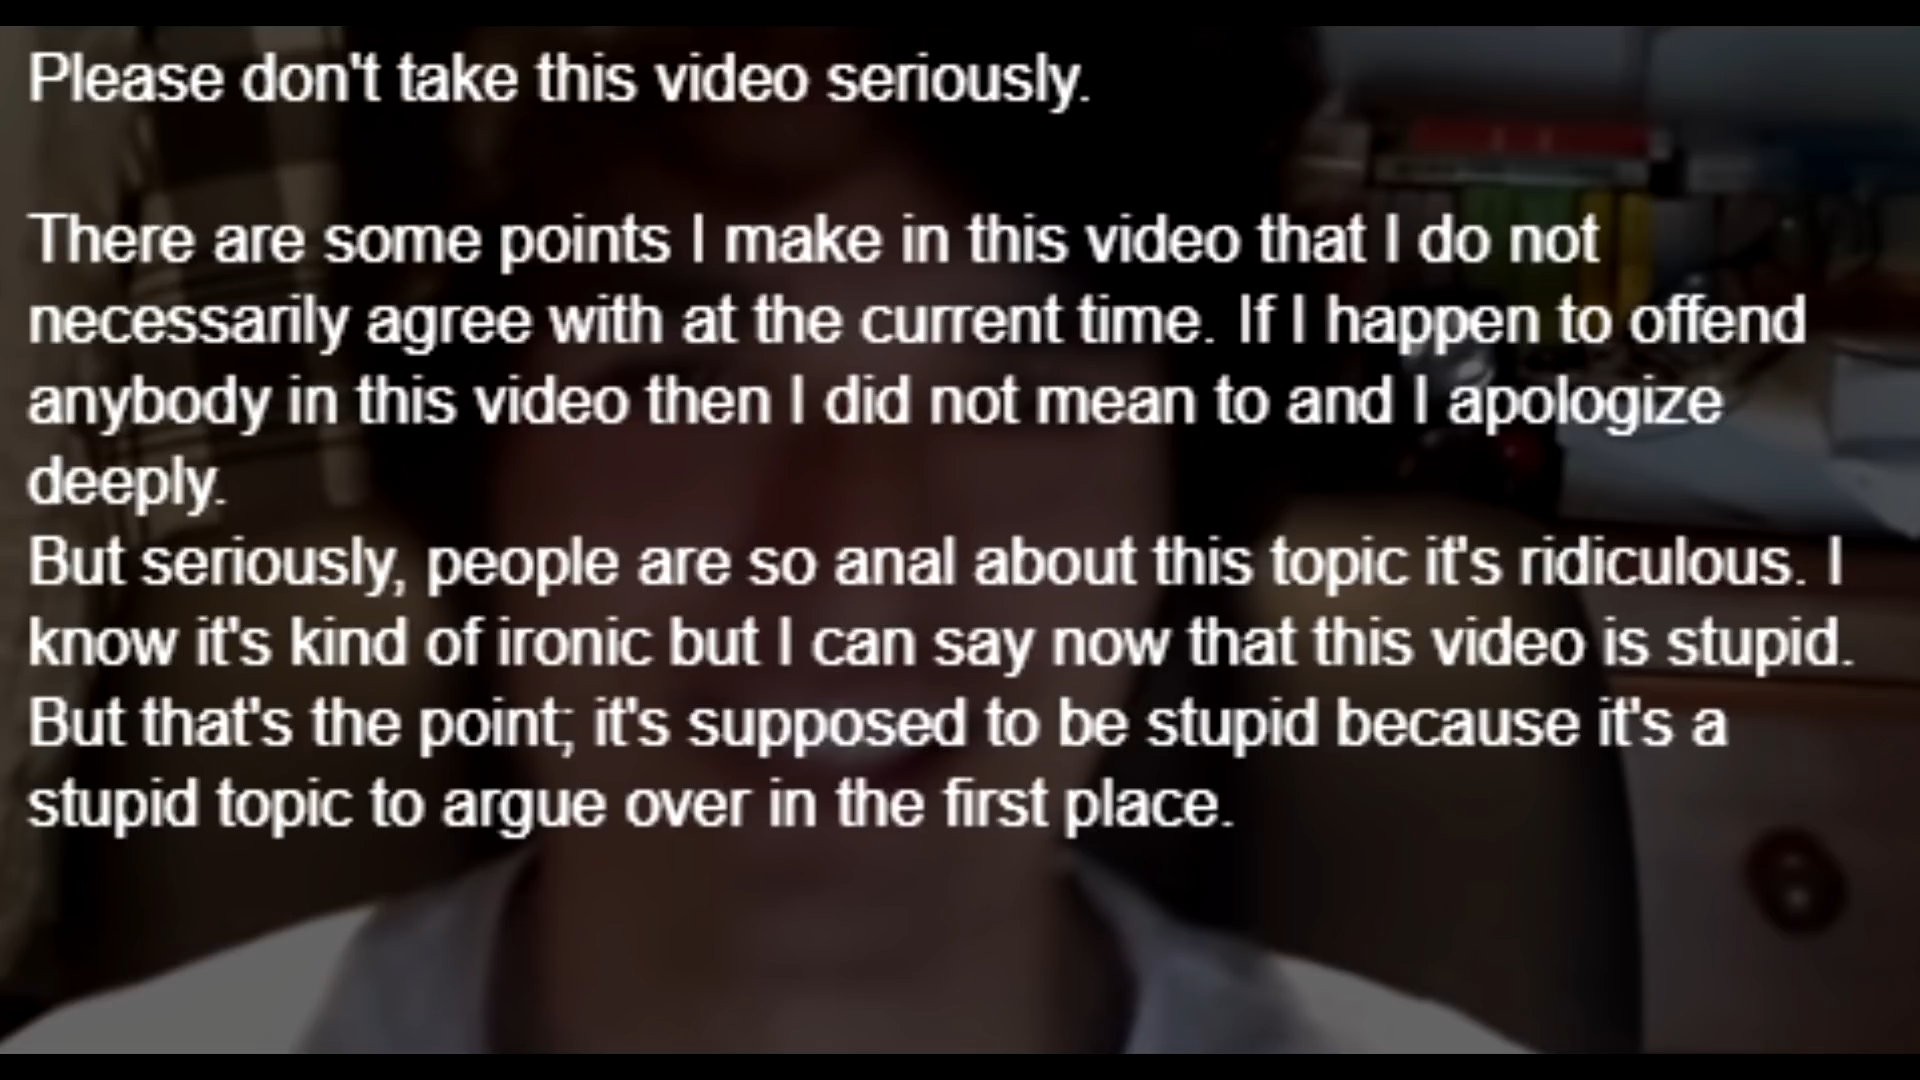 Please don't take this video seriously.
There are some points I make in this video that I do not
necessarily agree with at the current time. If I happen to offend
anybody in this video then I did not mean to and I apologize
deeply.
But seriously, people are so anal about this topic it's ridiculous. I
know it's kind of ironic but I can say now that this video is stupid.
But that's the point; it's supposed to be stupid because it's a
stupid topic to argue over in the first place.